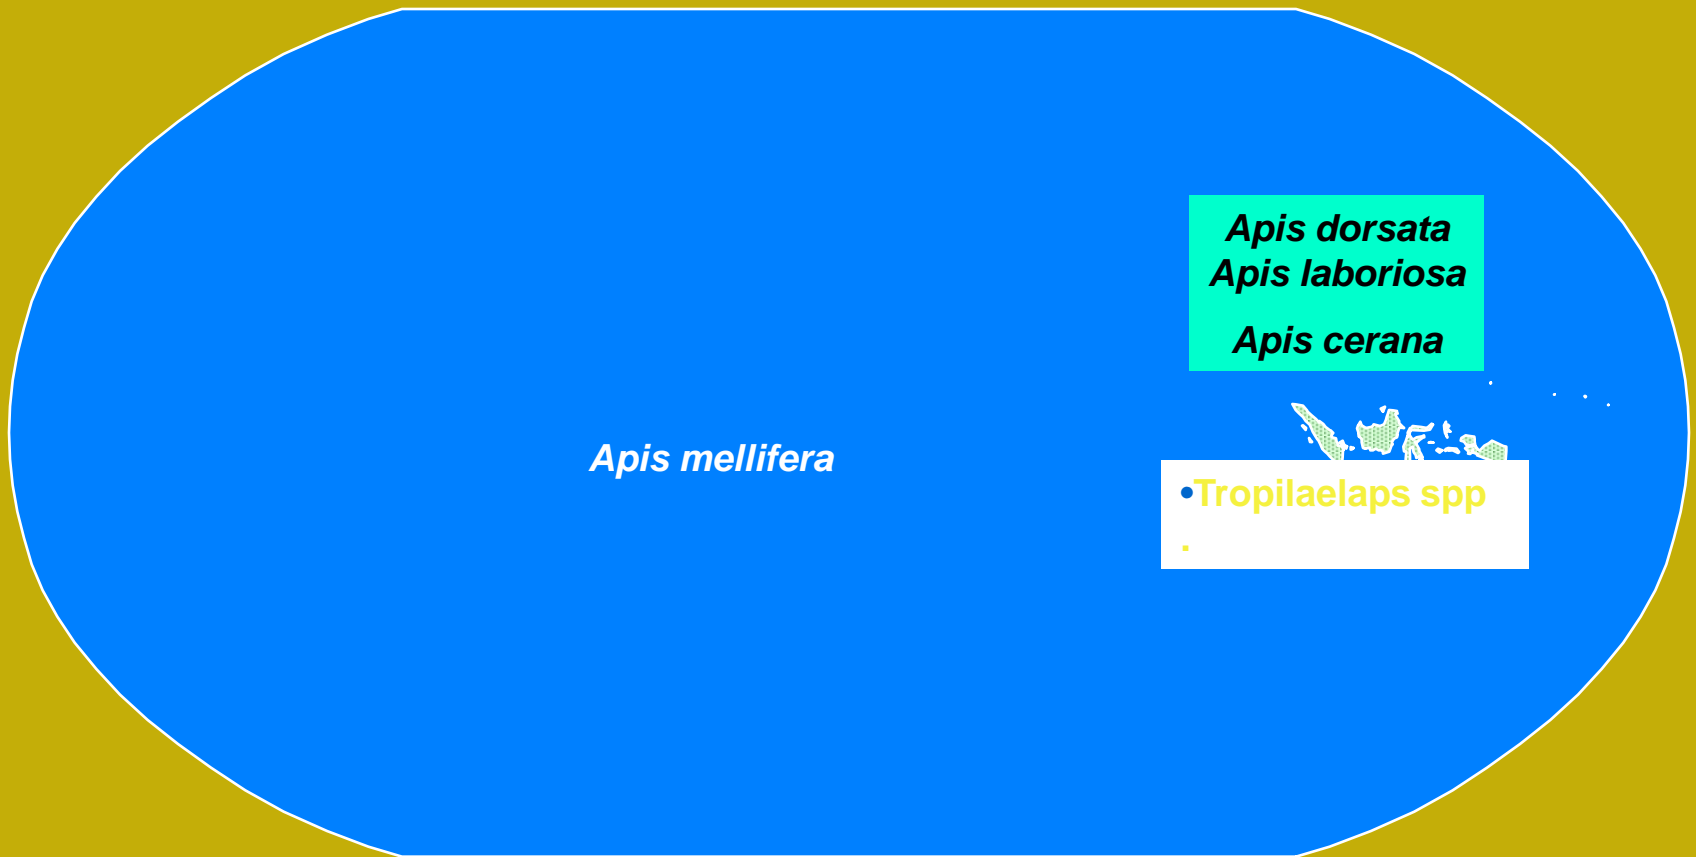 Apis dorsata
Apis laboriosa
Apis cerana
Apis mellifera
•Tropilaelaps spp
.